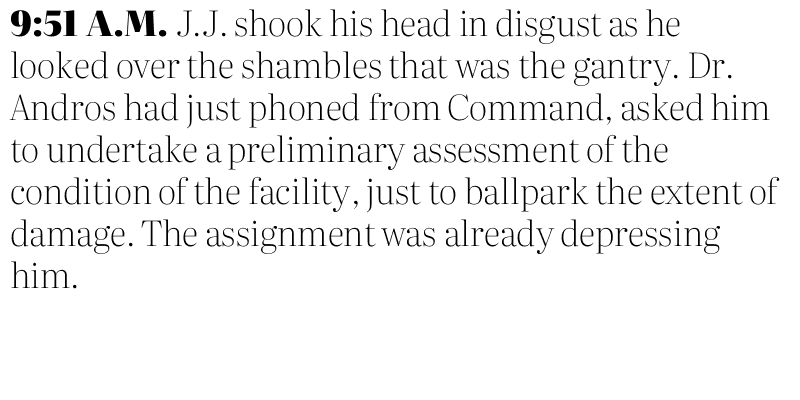 9:51 A.M. J.J. shook his head in disgust as he
looked over the shambles that was the gantry. Dr.
Andros had just phoned from Command, asked him
to undertake a preliminary assessment of the
condition of the facility, just to ballpark the extent of
damage. The assignment was already depressing
him.